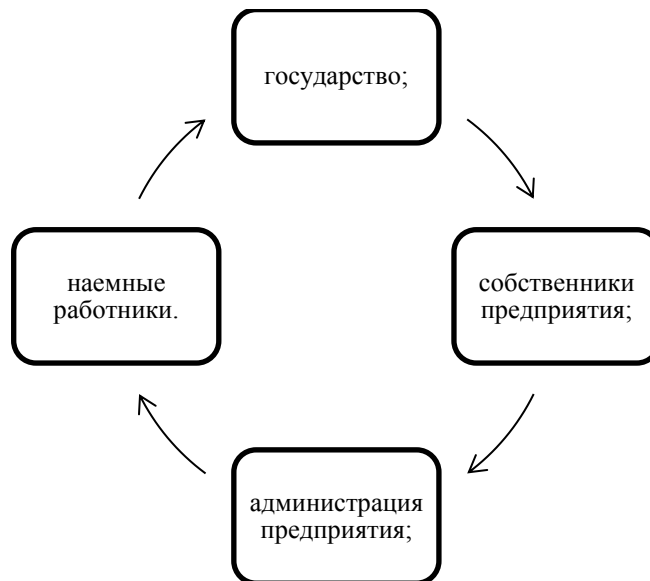 государство;
собственники
предприятия;
администрация
предприятия;
наемные
работники.